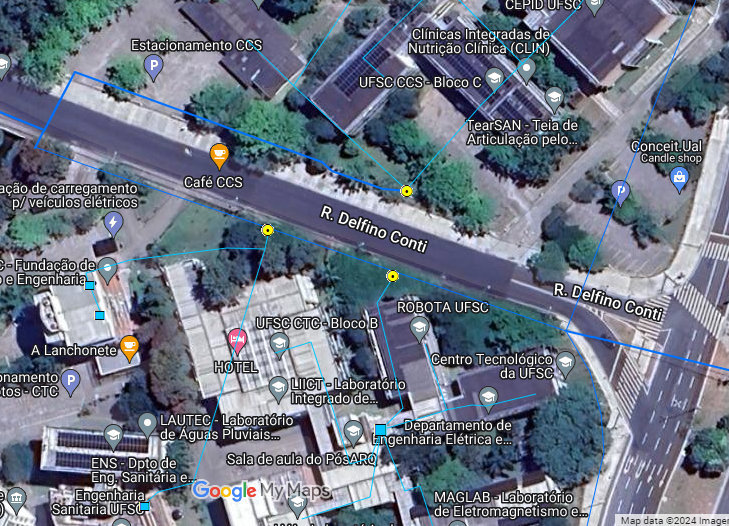 CEPID UFSC
Estacionamento CCS
Clínicas Integradas de
Nutrição Clínica (CLIN)
UFSC CCS - Bloco C
TearSAN - Teia de
Articulação pelo...
Conceit.Ual
Candle shop
Café CCS
R. Delfino Conti
ação de carregamento
p/ veículos elétricos
C - Fundação de
o e Engenharia
R. Delfino Conti
ROBOTA UFSC
UFSC CTC - Bloco B
A Lanchonete
HOTEL
Centro Tecnológico
da UFSC
LIICT - Laboratório
Integrado de...
onamento
otos - CTC
LAUTEC - Laboratório
de Águas Pluviais...
Departamento de
Engenharia Elétrica e...
Sala de aula do PósARQ
ENS - Dpto de
Eng. Sanitária e...
Engenharia
Sanitaria UFSC
Google My Maps
MAGLAB - Laboratório
de Eletromagnetismo e...
Map data ©2024 Imager